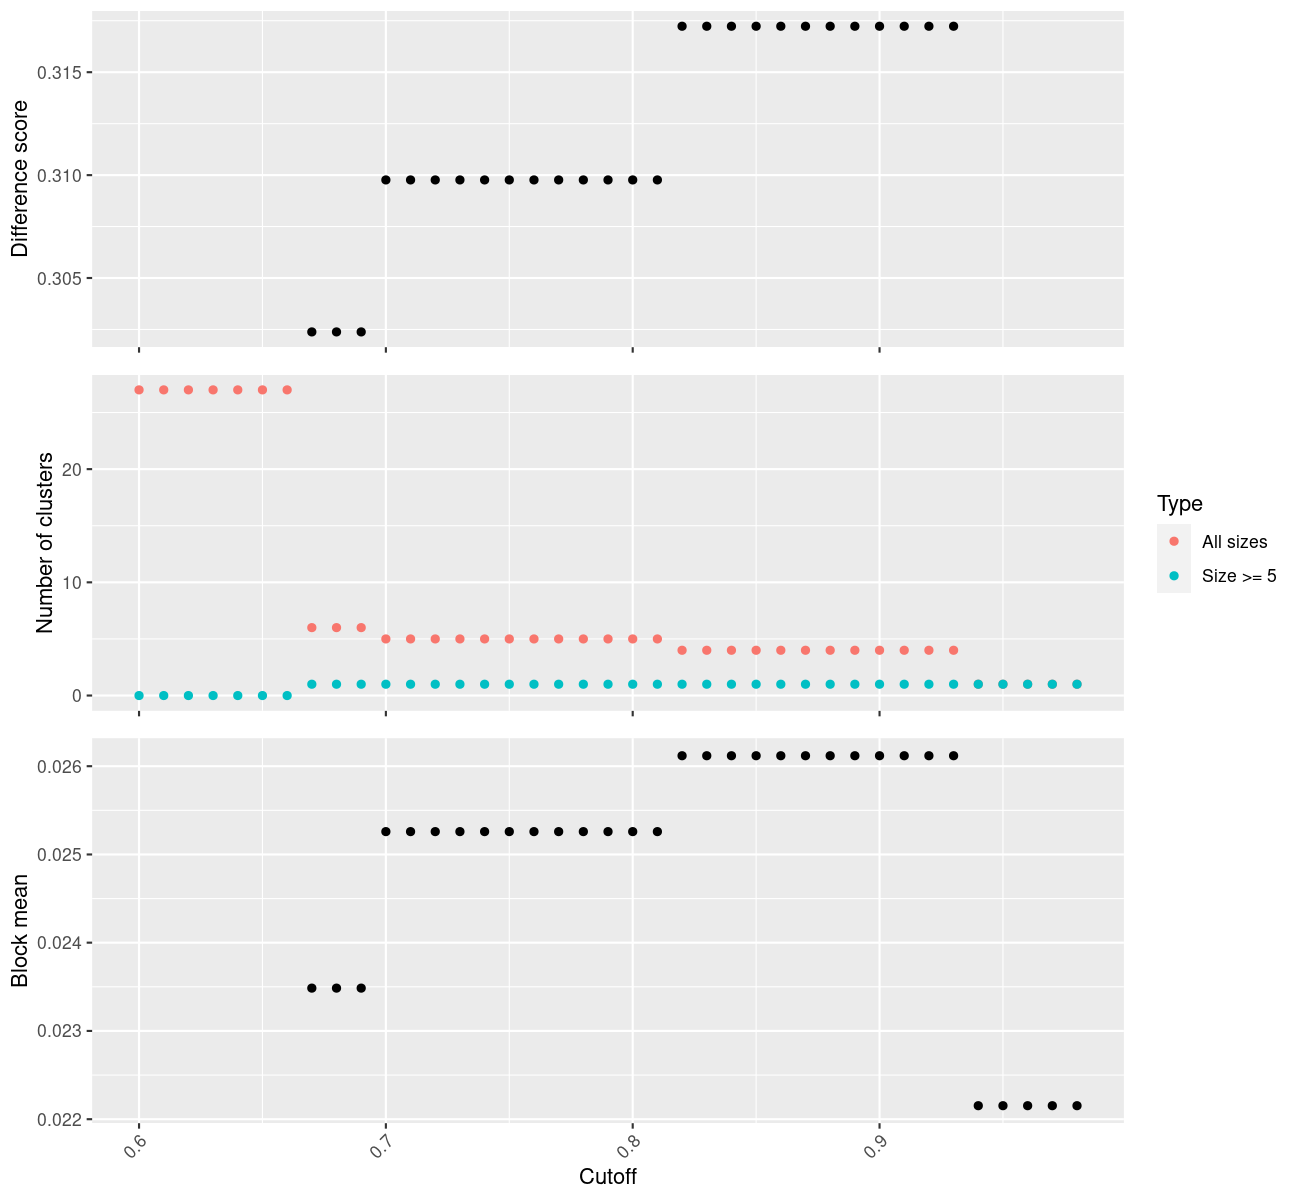 Difference score
0.315
0.310
0.305
Number of clusters
20
10
0
Type
All sizes
Size >= 5
Block mean
0.026
0.025
0.024
0.023
0.022
0.6
0.7
0.8
0.9
Cutoff